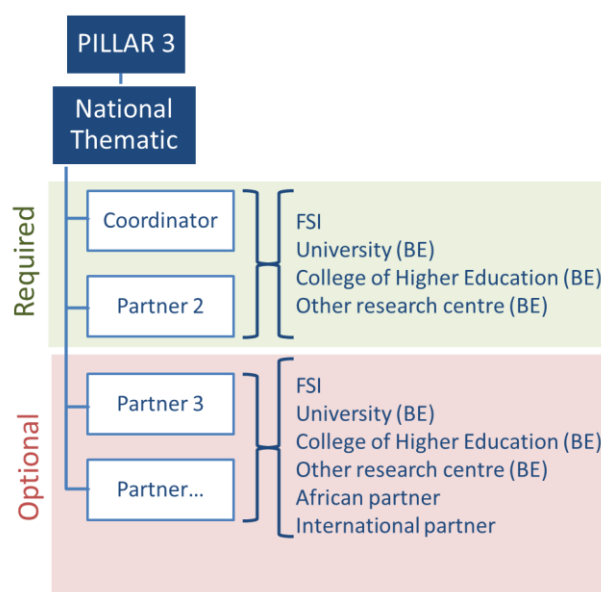 PILLAR 3
National
Thematic
Required
Coordinator
Partner 2
FSI
University (BE)
College of Higher Education (BE)
Other research centre (BE)
Optional
Partner 3
Partner...
FSI
University (BE)
College of Higher Education (BE)
Other research centre (BE)
African partner
International partner